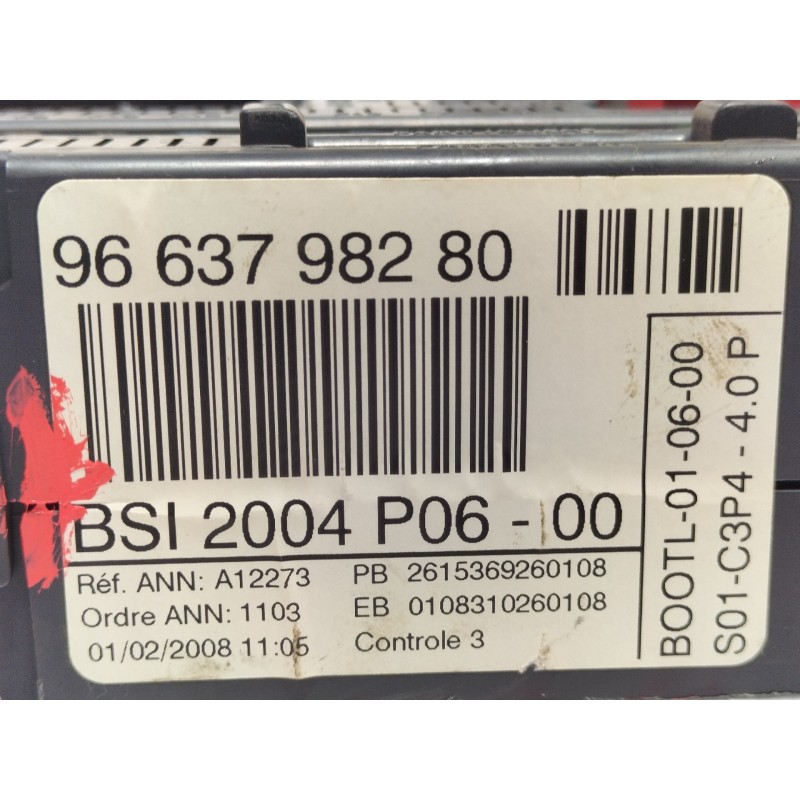 96 637 982 80
BSI 2004 P06 - 00
Réf. ANN: A12273
PB 2615369260108
Ordre ANN: 1103
EB 0108310260108
01/02/2008 11:05
Controle 3
BOOTL-01-06-00
S01-C3P4 - 4.0 P